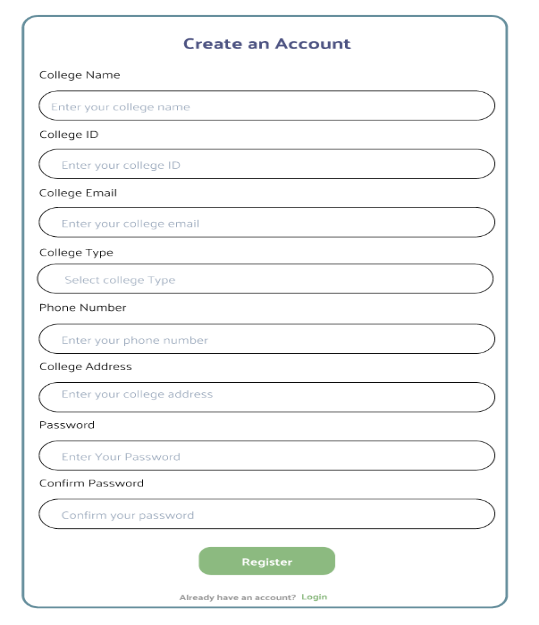 Create an Account
College Name
Enter your college name
College ID
Enter your college ID
College Email
Enter your college email
College Type
Select college Type
Phone Number
Enter your phone number
College Address
Enter your college address
Password
Enter Your Password
Confirm Password
Confirm your password
Register
Already have an account? Login